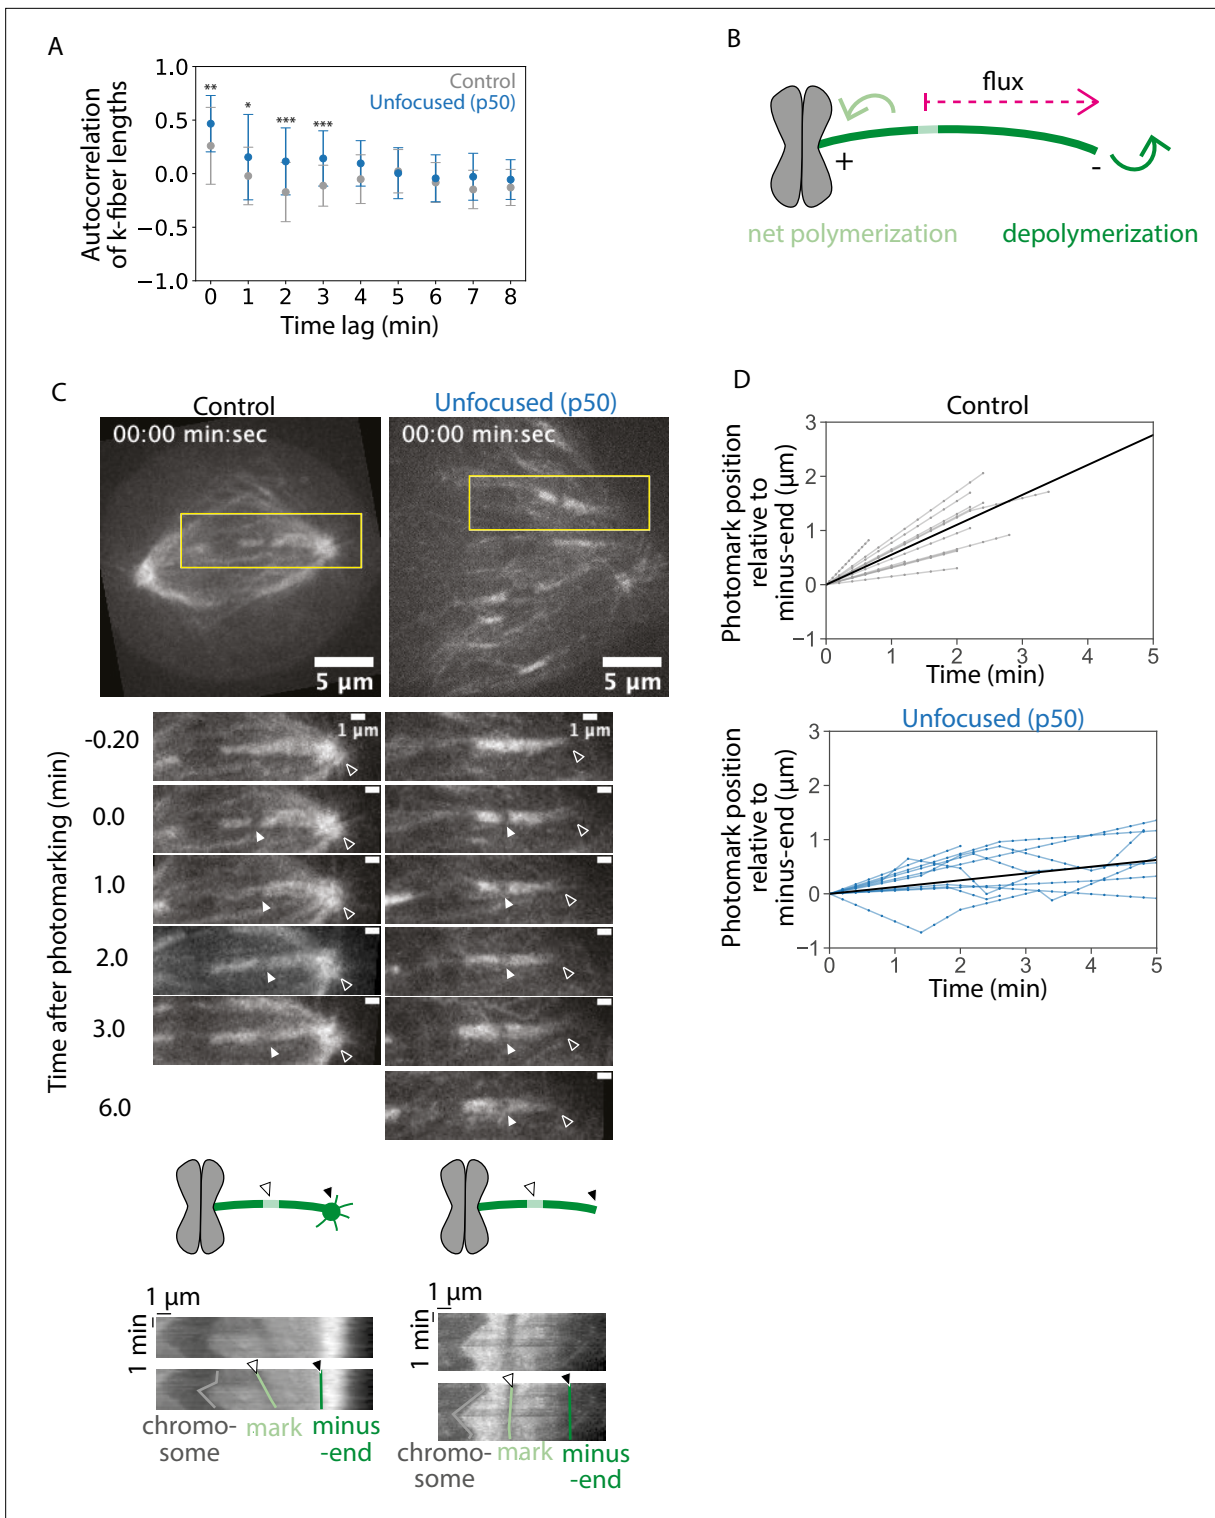 A
Control
Unfocused (p50)
Autocorrelation
of k-fiber lengths
1.0
0.5
0.0
−0.5
−1.0
**
*
***
***
0 1 2 3 4 5 6 7 8
Time lag (min)
B
flux
+
-
net polymerization
depolymerization
C
Control
Unfocused (p50)
00:00 min:sec
00:00 min:sec
5 µm
5 µm
Time after photomarking (min)
1 µm
1 µm
-0.20
0.0
1.0
2.0
3.0
6.0
1 µm
1 min
1 µm
1 min
chromo-
some
mark
minus
-end
chromo-
some
mark
minus
-end
D
Control
Photomark position
relative to
minus-end (µm)
3
2
1
0
−1
0 1 2 3 4 5
Time (min)
Unfocused (p50)
Photomark position
relative to
minus-end (µm)
3
2
1
0
−1
0 1 2 3 4 5
Time (min)